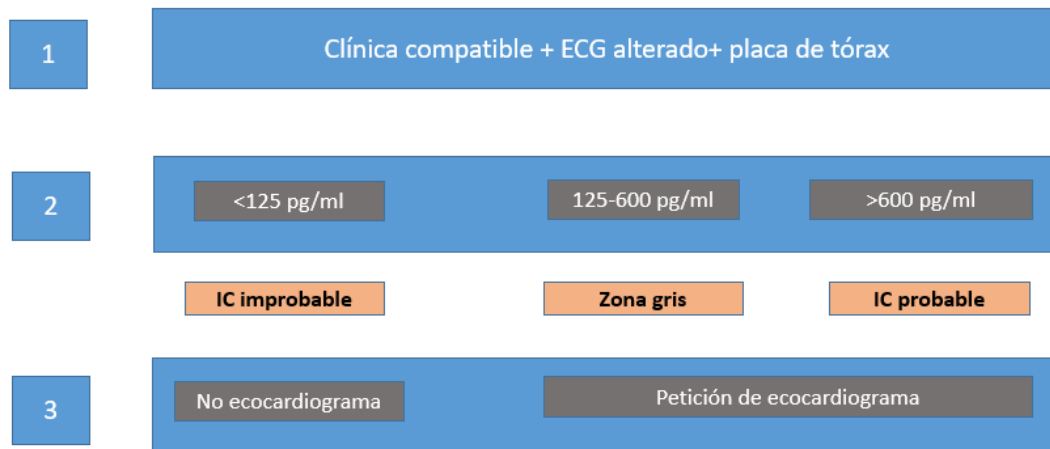 1
Clínica compatible + ECG alterado+ placa de tórax
2
<125 pg/ml
125-600 pg/ml
>600 pg/ml
IC improbable
Zona gris
IC probable
3
No ecocardiograma
Petición de ecocardiograma